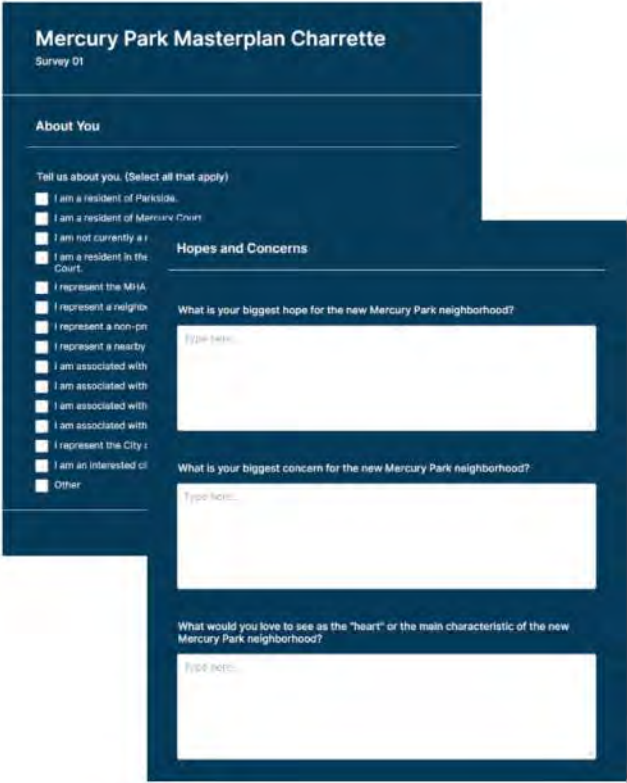 Mercury Park Masterplan Charrette
Survey 01
About You
Tell us about you. (Select all that apply)
I am a resident of Parkside.
I am a resident of Mercury Court
I am not currently a
I am a resident in the
Court.
I represent the MHA
I represent a
I represent a
I represent a nearby
I am associated with
I am associated with
I am associated with
I am associated with
I represent the City
I am an interested
Other
Hopes and Concerns
What is your biggest hope for the new Mercury Park neighborhood?
Type here...
What is your biggest concern for the new Mercury Park neighborhood?
Type here...
What would you love to see as the "heart" or the main characteristic of the new
Mercury Park neighborhood?
Type here...